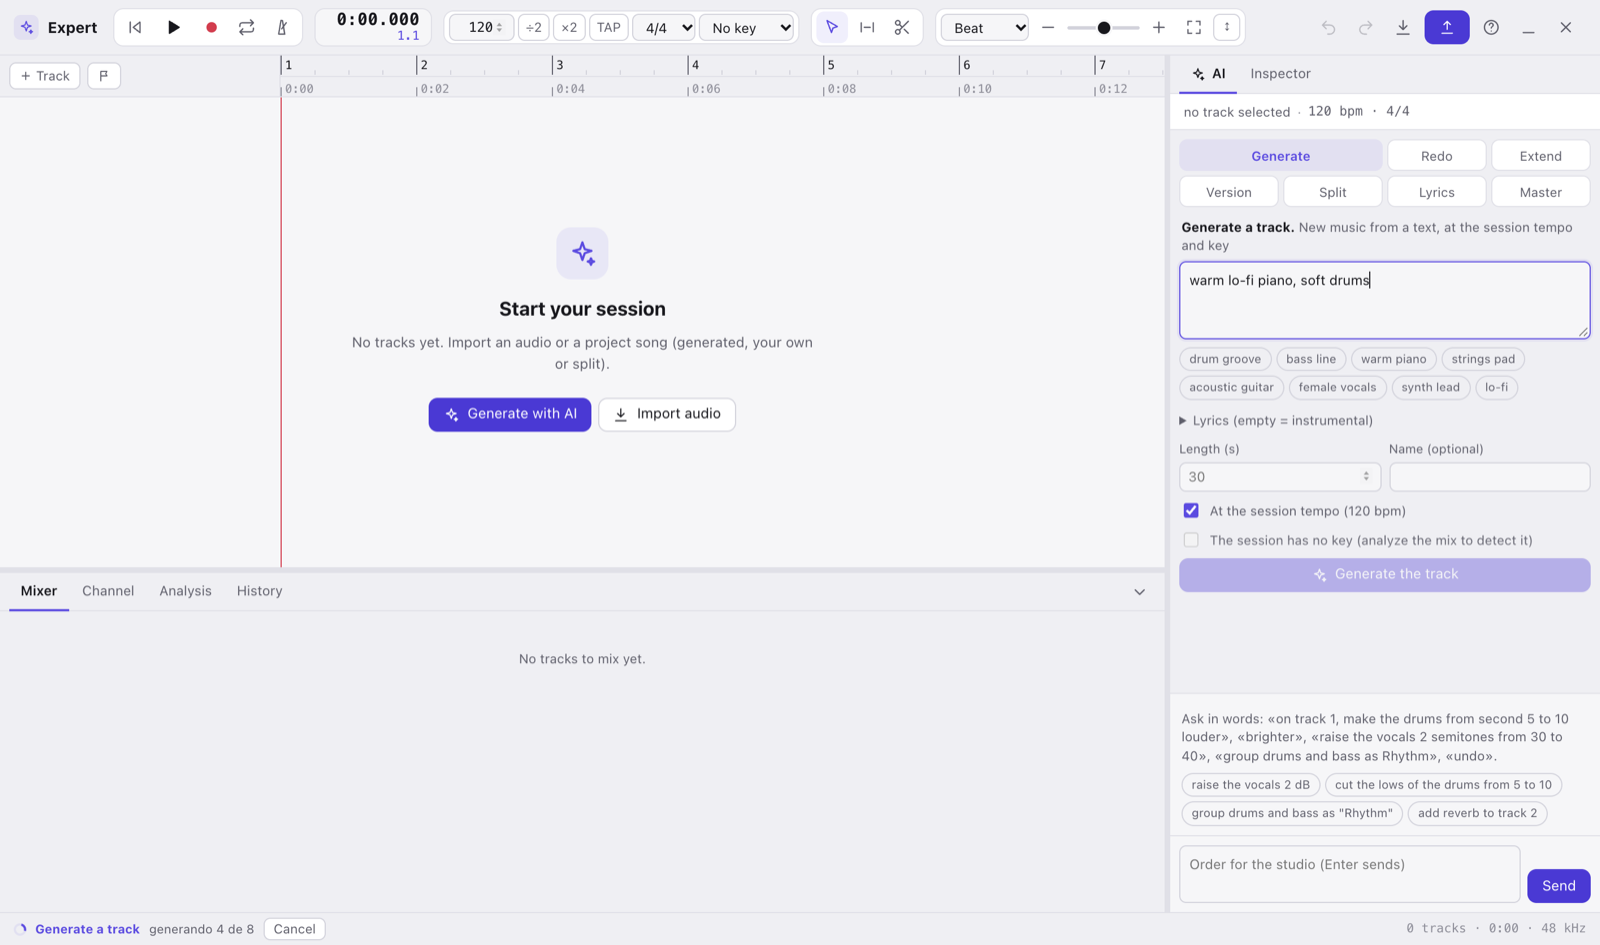 Expert
0:00.000
1.1
120
÷2
×2
TAP
4/4
No key
Beat
+ Track
1 2 3 4 5 6 7
0:00 0:02 0:04 0:06 0:08 0:10 0:12
Start your session
No tracks yet. Import an audio or a project song (generated, your own
or split).
Generate with AI
Import audio
Mixer Channel Analysis History
No tracks to mix yet.
AI Inspector
no track selected · 120 bpm · 4/4
Generate Redo Extend
Version Split Lyrics Master
Generate a track. New music from a text, at the session tempo
and key
warm lo-fi piano, soft drums
drum groove bass line warm piano strings pad
acoustic guitar female vocals synth lead lo-fi
Lyrics (empty = instrumental)
Length (s) Name (optional)
30
At the session tempo (120 bpm)
The session has no key (analyze the mix to detect it)
Generate the track
Ask in words: «on track 1, make the drums from second 5 to 10
louder», «brighter», «raise the vocals 2 semitones from 30 to
40», «group drums and bass as Rhythm», «undo».
raise the vocals 2 dB cut the lows of the drums from 5 to 10
group drums and bass as "Rhythm" add reverb to track 2
Order for the studio (Enter sends)
Send
Generate a track generando 4 de 8 Cancel
0 tracks · 0:00 · 48 kHz